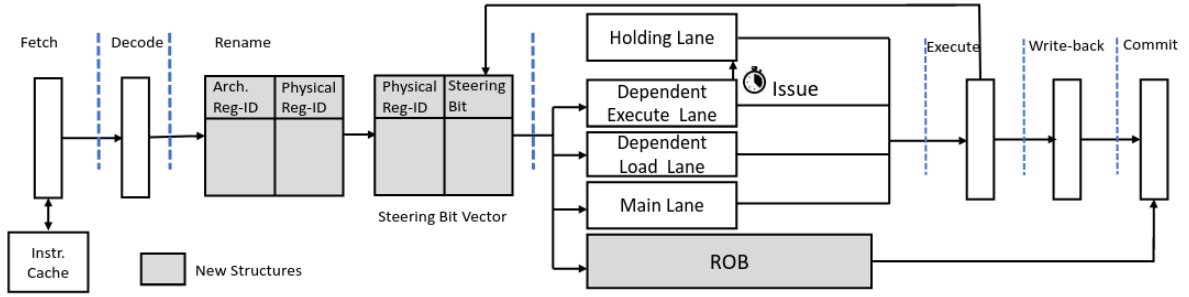 Fetch
Decode
Rename
Arch.
Reg-ID
Physical
Reg-ID
Physical
Reg-ID
Steering
Bit
Steering Bit Vector
Holding Lane
Dependent
Execute Lane
Dependent
Load Lane
Main Lane
ROB
Issue
Execute
Write-back
Commit
Instr.
Cache
New Structures